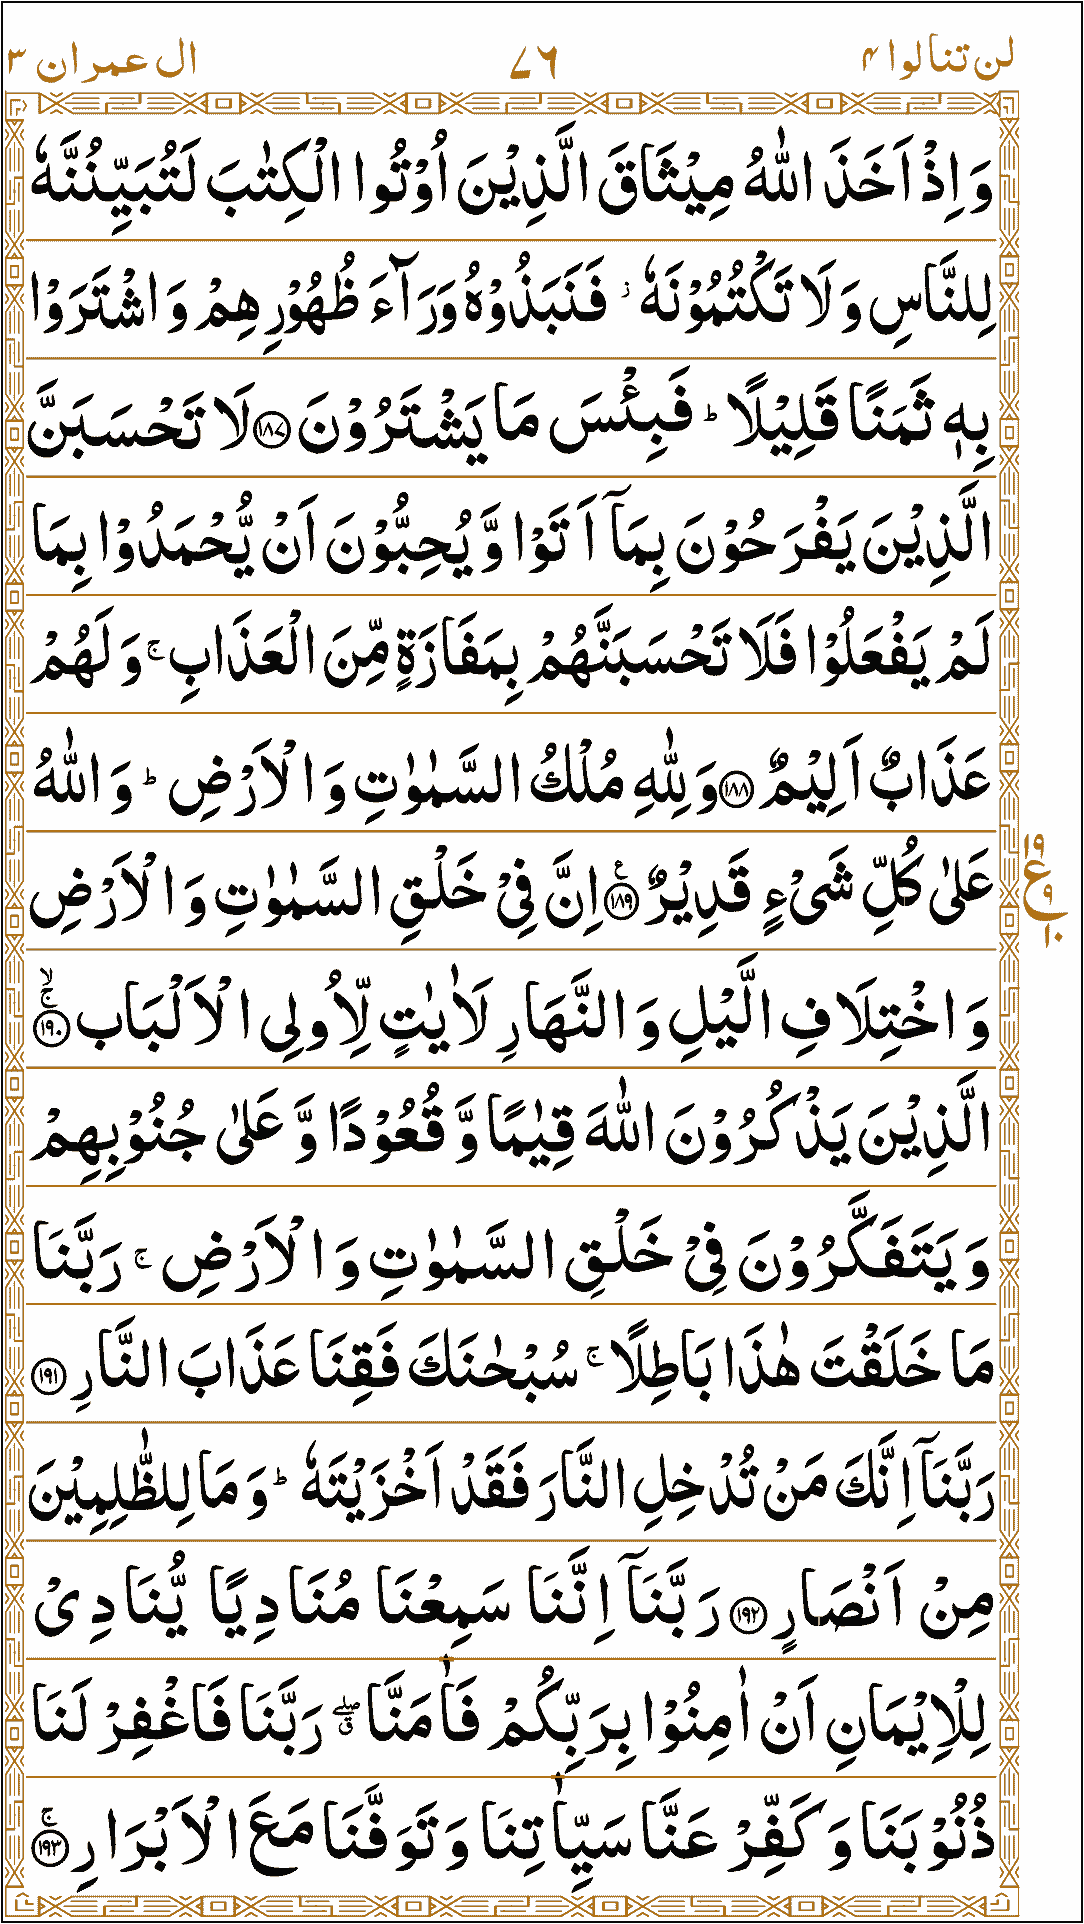 لن تنالوا ۴ ۷۶ اٰل عمران ۳
وَ اِذْ اَخَذَ اللّٰهُ مِيْثَاقَ الَّذِيْنَ اُوْتُوا الْكِتٰبَ لَتُبَيِّنُنَّهٗ
لِلنَّاسِ وَ لَا تَكْتُمُوْنَهٗ ز فَنَبَذُوْهُ وَرَآءَ ظُهُوْرِهِمْ وَ اشْتَرَوْا
بِهٖ ثَمَنًا قَلِيْلًا ؕ فَبِئْسَ مَا يَشْتَرُوْنَ ۱۸۷ لَا تَحْسَبَنَّ
الَّذِيْنَ يَفْرَحُوْنَ بِمَآ اَتَوْا وَّ يُحِبُّوْنَ اَنْ يُّحْمَدُوْا بِمَا
لَمْ يَفْعَلُوْا فَلَا تَحْسَبَنَّهُمْ بِمَفَازَةٍ مِّنَ الْعَذَابِ ۚ وَ لَهُمْ
عَذَابٌ اَلِيْمٌ ۱۸۸ وَ لِلّٰهِ مُلْكُ السَّمٰوٰتِ وَ الْاَرْضِ ؕ وَ اللّٰهُ
عَلٰى كُلِّ شَیْءٍ قَدِيْرٌ ۱۸۹ ع اِنَّ فِیْ خَلْقِ السَّمٰوٰتِ وَ الْاَرْضِ
۱۹ ع ۹ ۱۰
وَ اخْتِلَافِ الَّيْلِ وَ النَّهَارِ لَاٰيٰتٍ لِّاُولِی الْاَلْبَابِ ۱۹۰ ۚۙ
الَّذِيْنَ يَذْكُرُوْنَ اللّٰهَ قِيٰمًا وَّ قُعُوْدًا وَّ عَلٰى جُنُوْبِهِمْ
وَ يَتَفَكَّرُوْنَ فِیْ خَلْقِ السَّمٰوٰتِ وَ الْاَرْضِ ۚ رَبَّنَا
مَا خَلَقْتَ هٰذَا بَاطِلًا ۚ سُبْحٰنَكَ فَقِنَا عَذَابَ النَّارِ ۱۹۱
رَبَّنَآ اِنَّكَ مَنْ تُدْخِلِ النَّارَ فَقَدْ اَخْزَيْتَهٗ ؕ وَ مَا لِلظّٰلِمِيْنَ
مِنْ اَنْصَارٍ ۱۹۲ رَبَّنَآ اِنَّنَا سَمِعْنَا مُنَادِيًا يُّنَادِیْ
لِلْاِيْمَانِ اَنْ اٰمِنُوْا بِرَبِّكُمْ فَاٰمَنَّا ۖق رَبَّنَا فَاغْفِرْ لَنَا
ذُنُوْبَنَا وَ كَفِّرْ عَنَّا سَيِّاٰتِنَا وَ تَوَفَّنَا مَعَ الْاَبْرَارِ ۱۹۳ ۚ